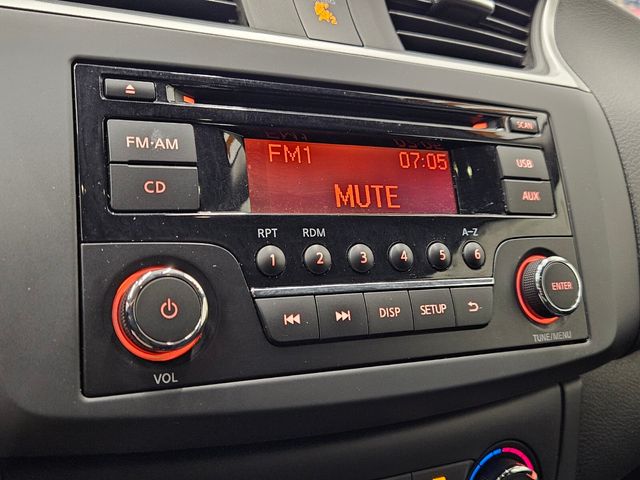 SCAN
FM·AM
FM1 07:05
USB
CD
MUTE
AUX
RPT RDM A–Z
1 2 3 4 5 6
ENTER
DISP SETUP
TUNE/MENU
VOL